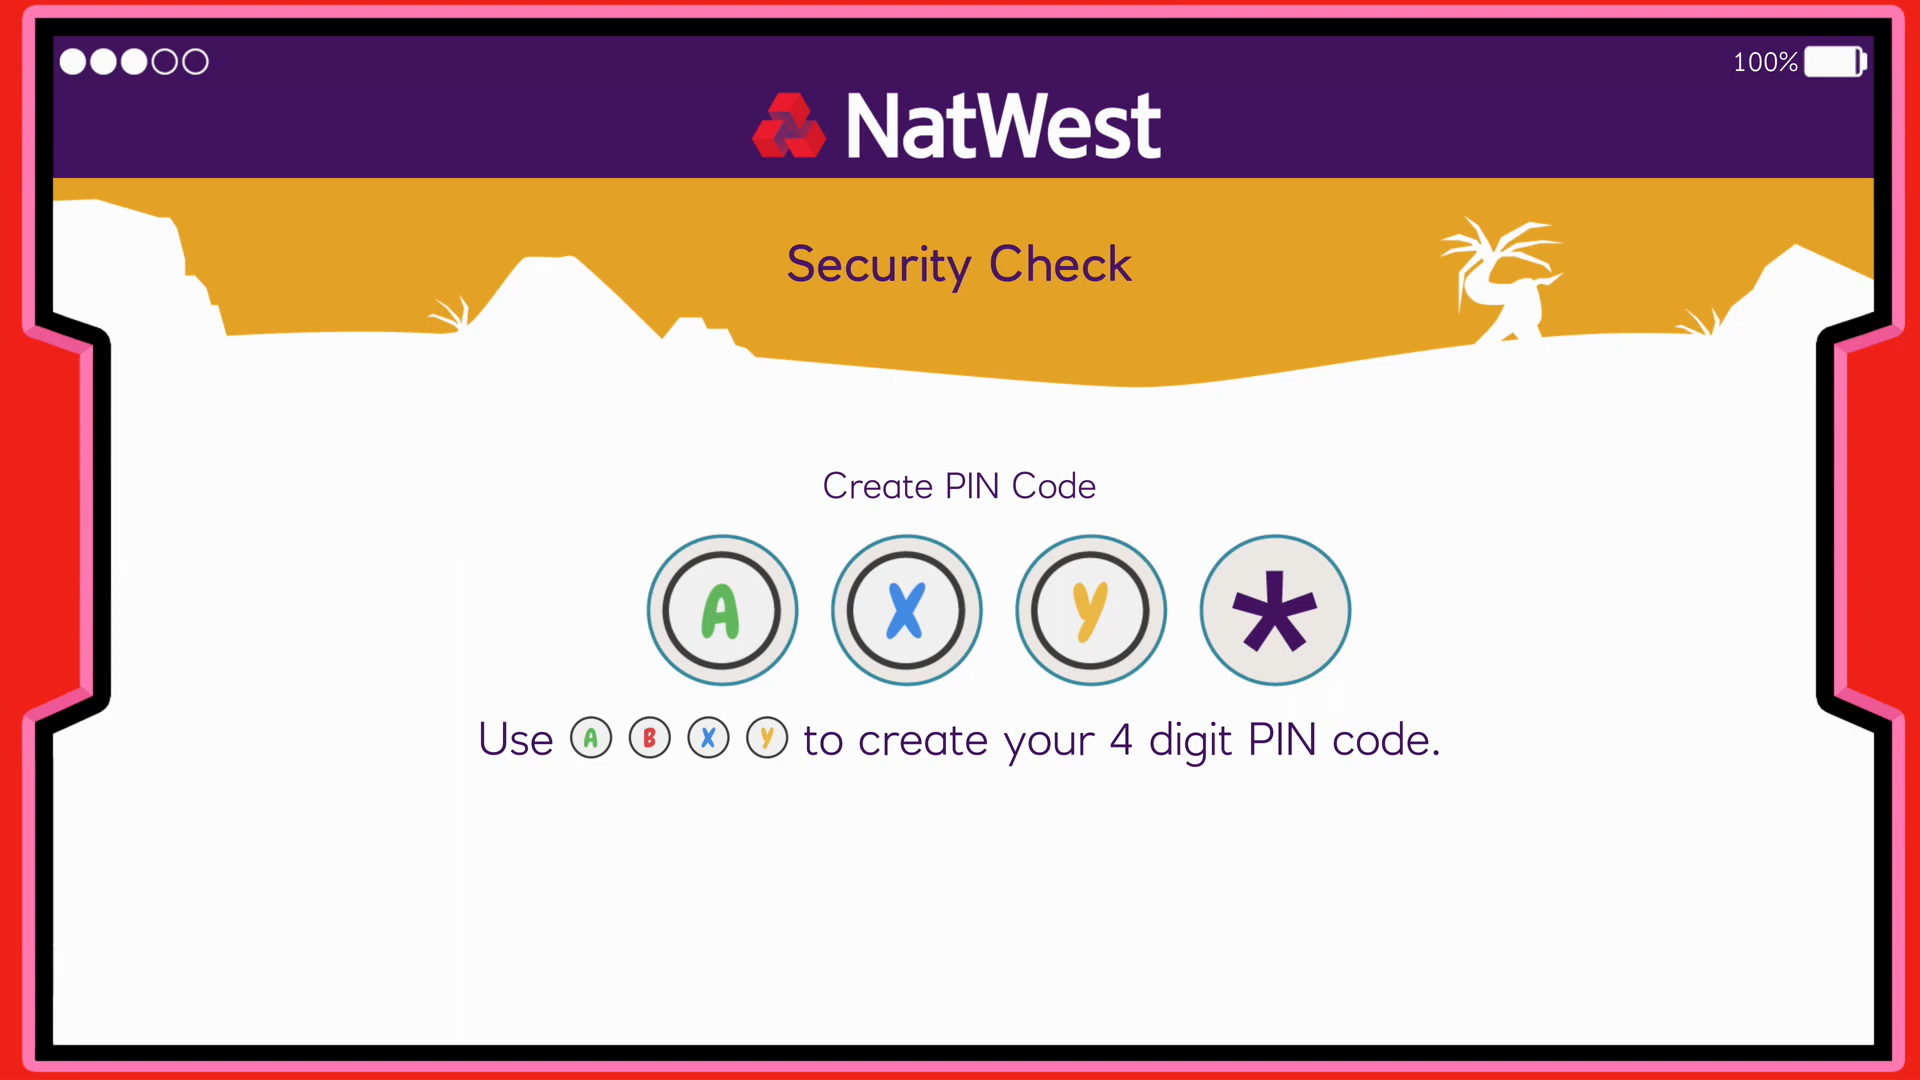 100%
NatWest
Security Check
Create PIN Code
A X Y *
Use A B X Y to create your 4 digit PIN code.